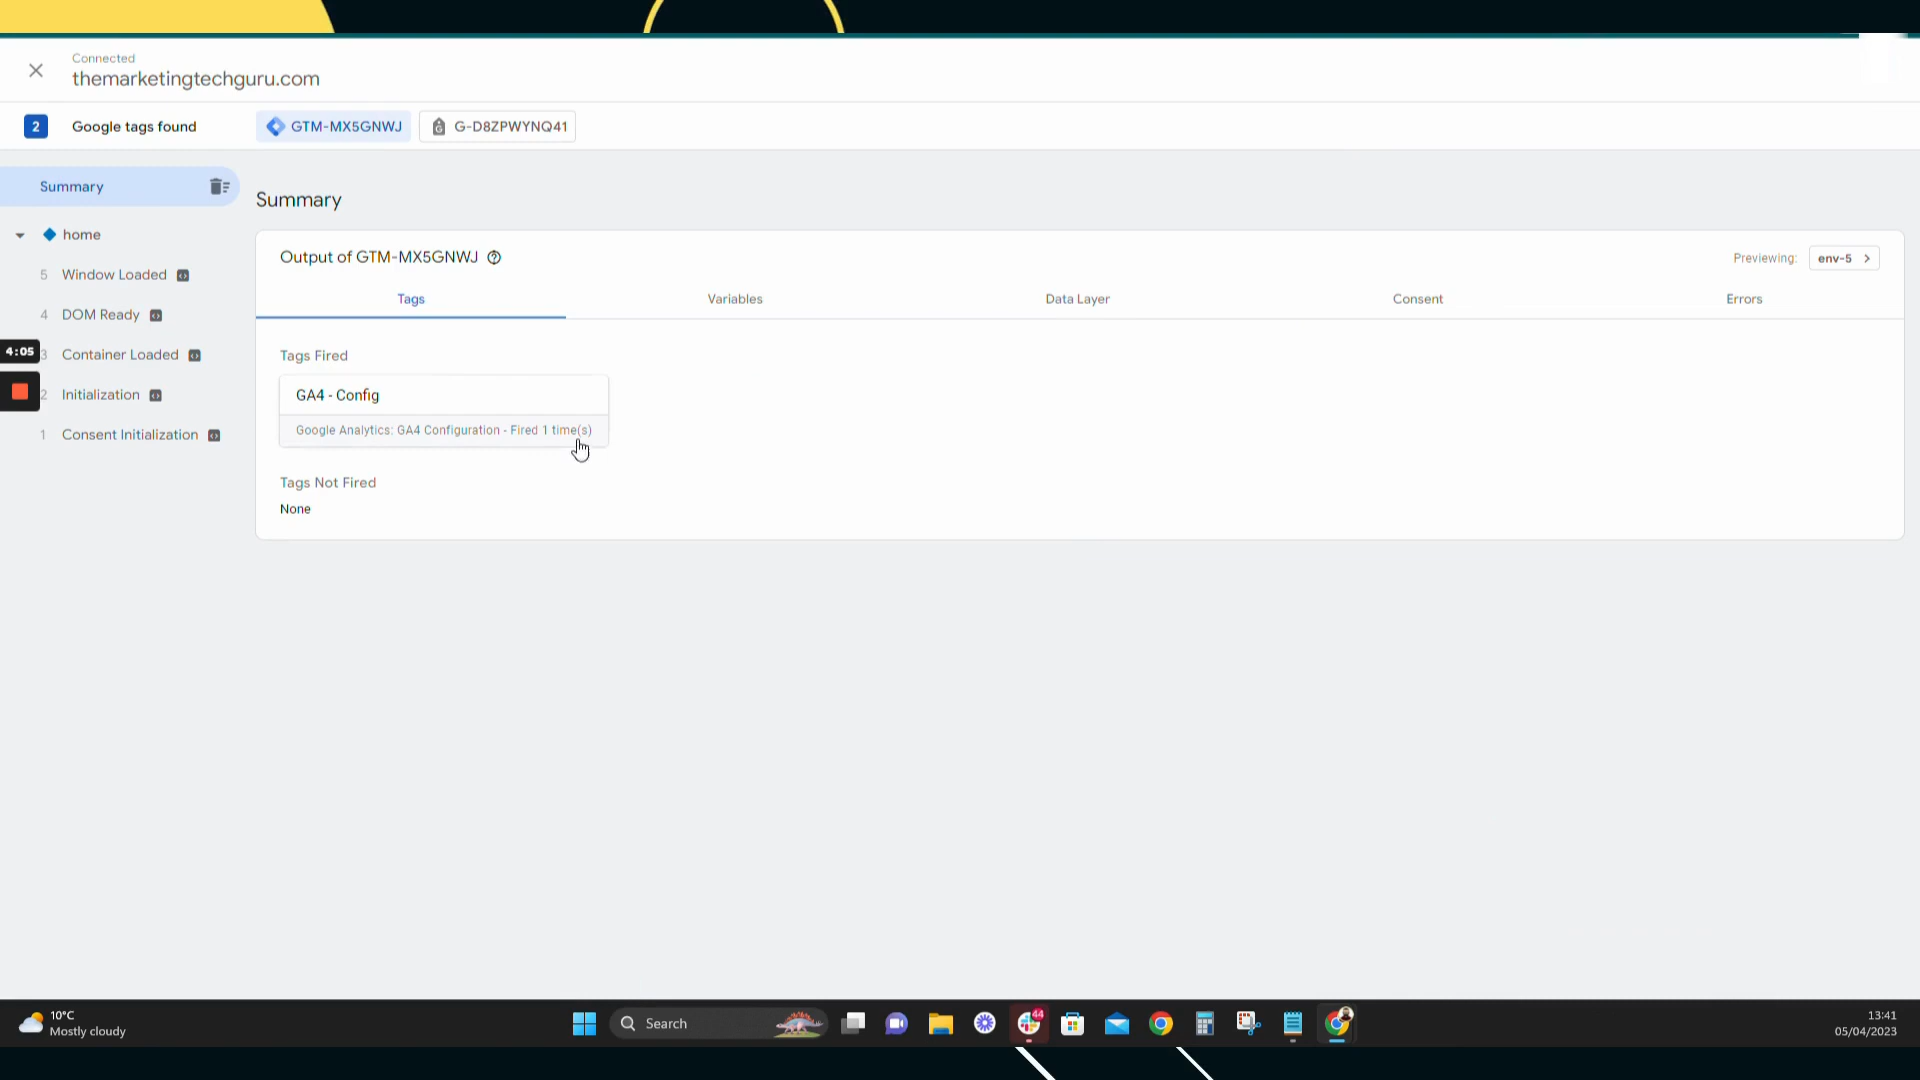 Connected
themarketingtechguru.com
2 Google tags found GTM-MX5GNWJ G-D8ZPWYNQ41
Summary
home
5 Window Loaded
4 DOM Ready
4:05
3 Container Loaded
2 Initialization
1 Consent Initialization
Summary
Output of GTM-MX5GNWJ
Previewing: env-5
Tags Variables Data Layer Consent Errors
Tags Fired
GA4 - Config
Google Analytics: GA4 Configuration - Fired 1 time(s)
Tags Not Fired
None
10°C
Mostly cloudy
Search
44
13:41
05/04/2023